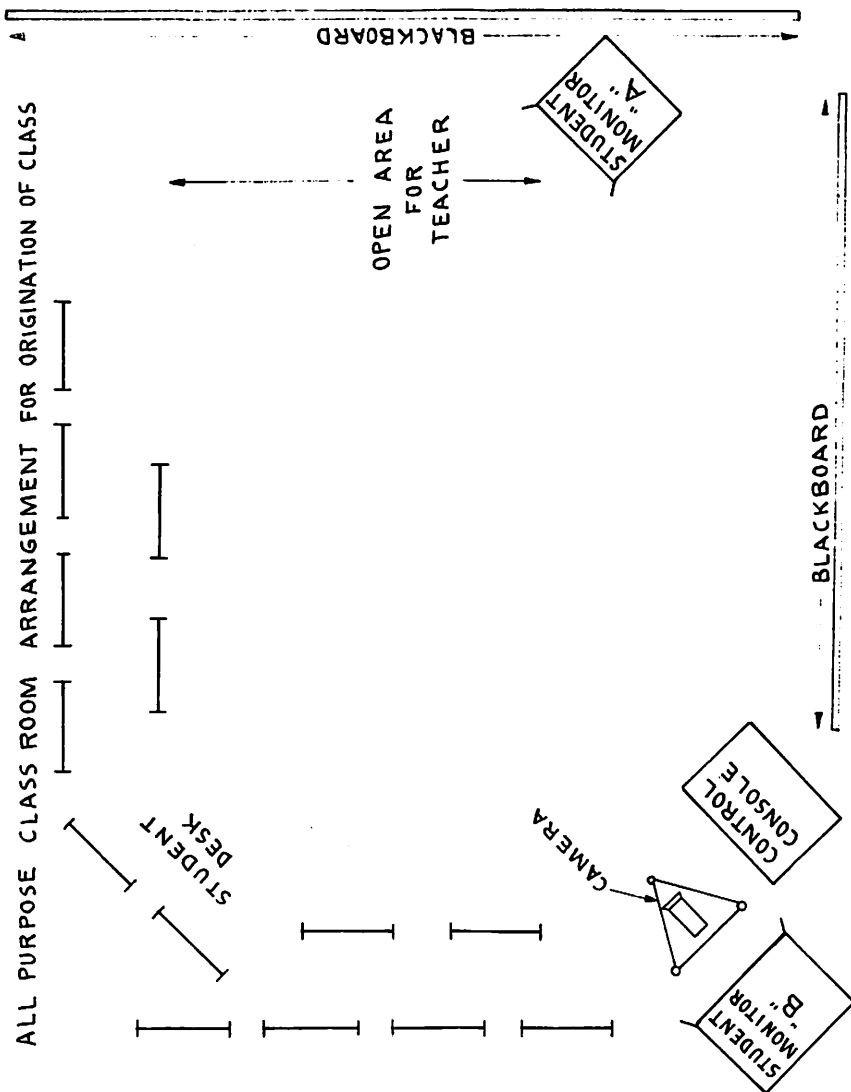 ALL PURPOSE CLASS ROOM ARRANGEMENT FOR ORIGINATION OF CLASS
BLACKBOARD
STUDENT
MONITOR
"A"
OPEN AREA
FOR
TEACHER
BLACKBOARD
STUDENT
DESK
CAMERA
CONTROL
CONSOLE
STUDENT
MONITOR
"B"